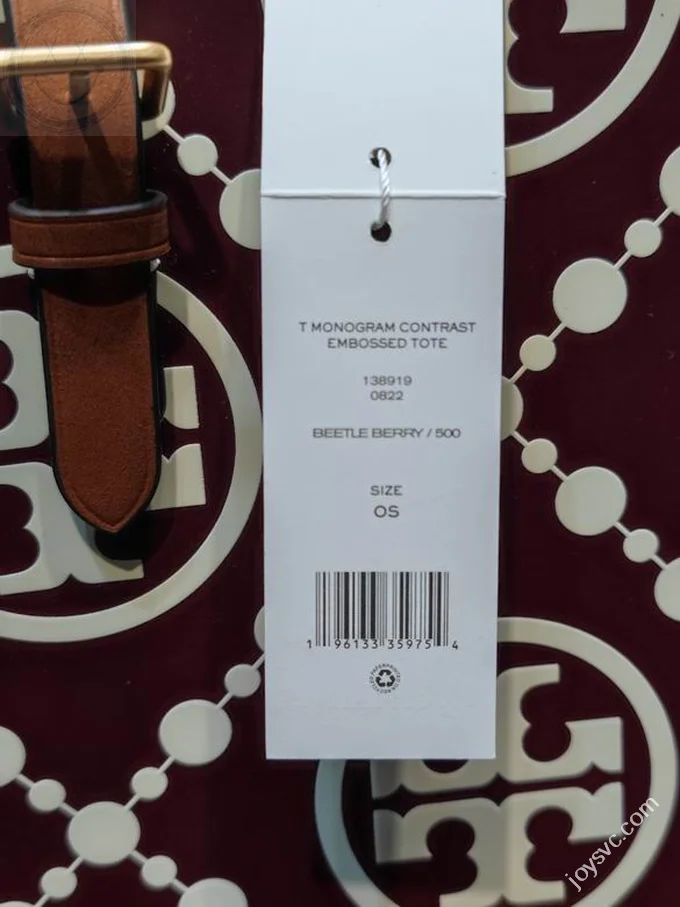 T MONOGRAM CONTRAST
EMBOSSED TOTE
138919
0822
BEETLE BERRY / 500
SIZE
OS
1 96133 35975 4
joysvc.com